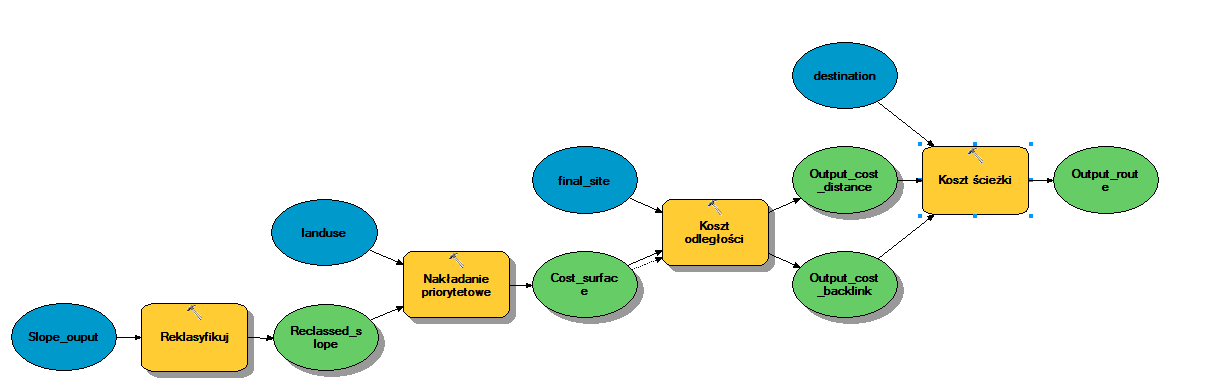 destination
final_site
Output_cost
_distance
Koszt ścieżki
Output_rout
e
landuse
Koszt
odległości
Nakładanie
priorytetowe
Cost_surfac
e
Output_cost
_backlink
Slope_ouput
Reklasyfikuj
Reclassed_s
lope